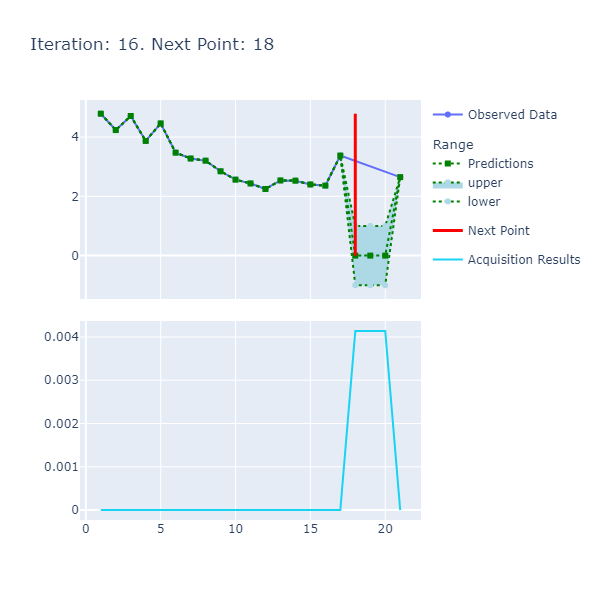 Iteration: 16. Next Point: 18
4
2
0
Observed Data
Range
Predictions
upper
lower
Next Point
Acquisition Results
0.004
0.003
0.002
0.001
0
0 5 10 15 20